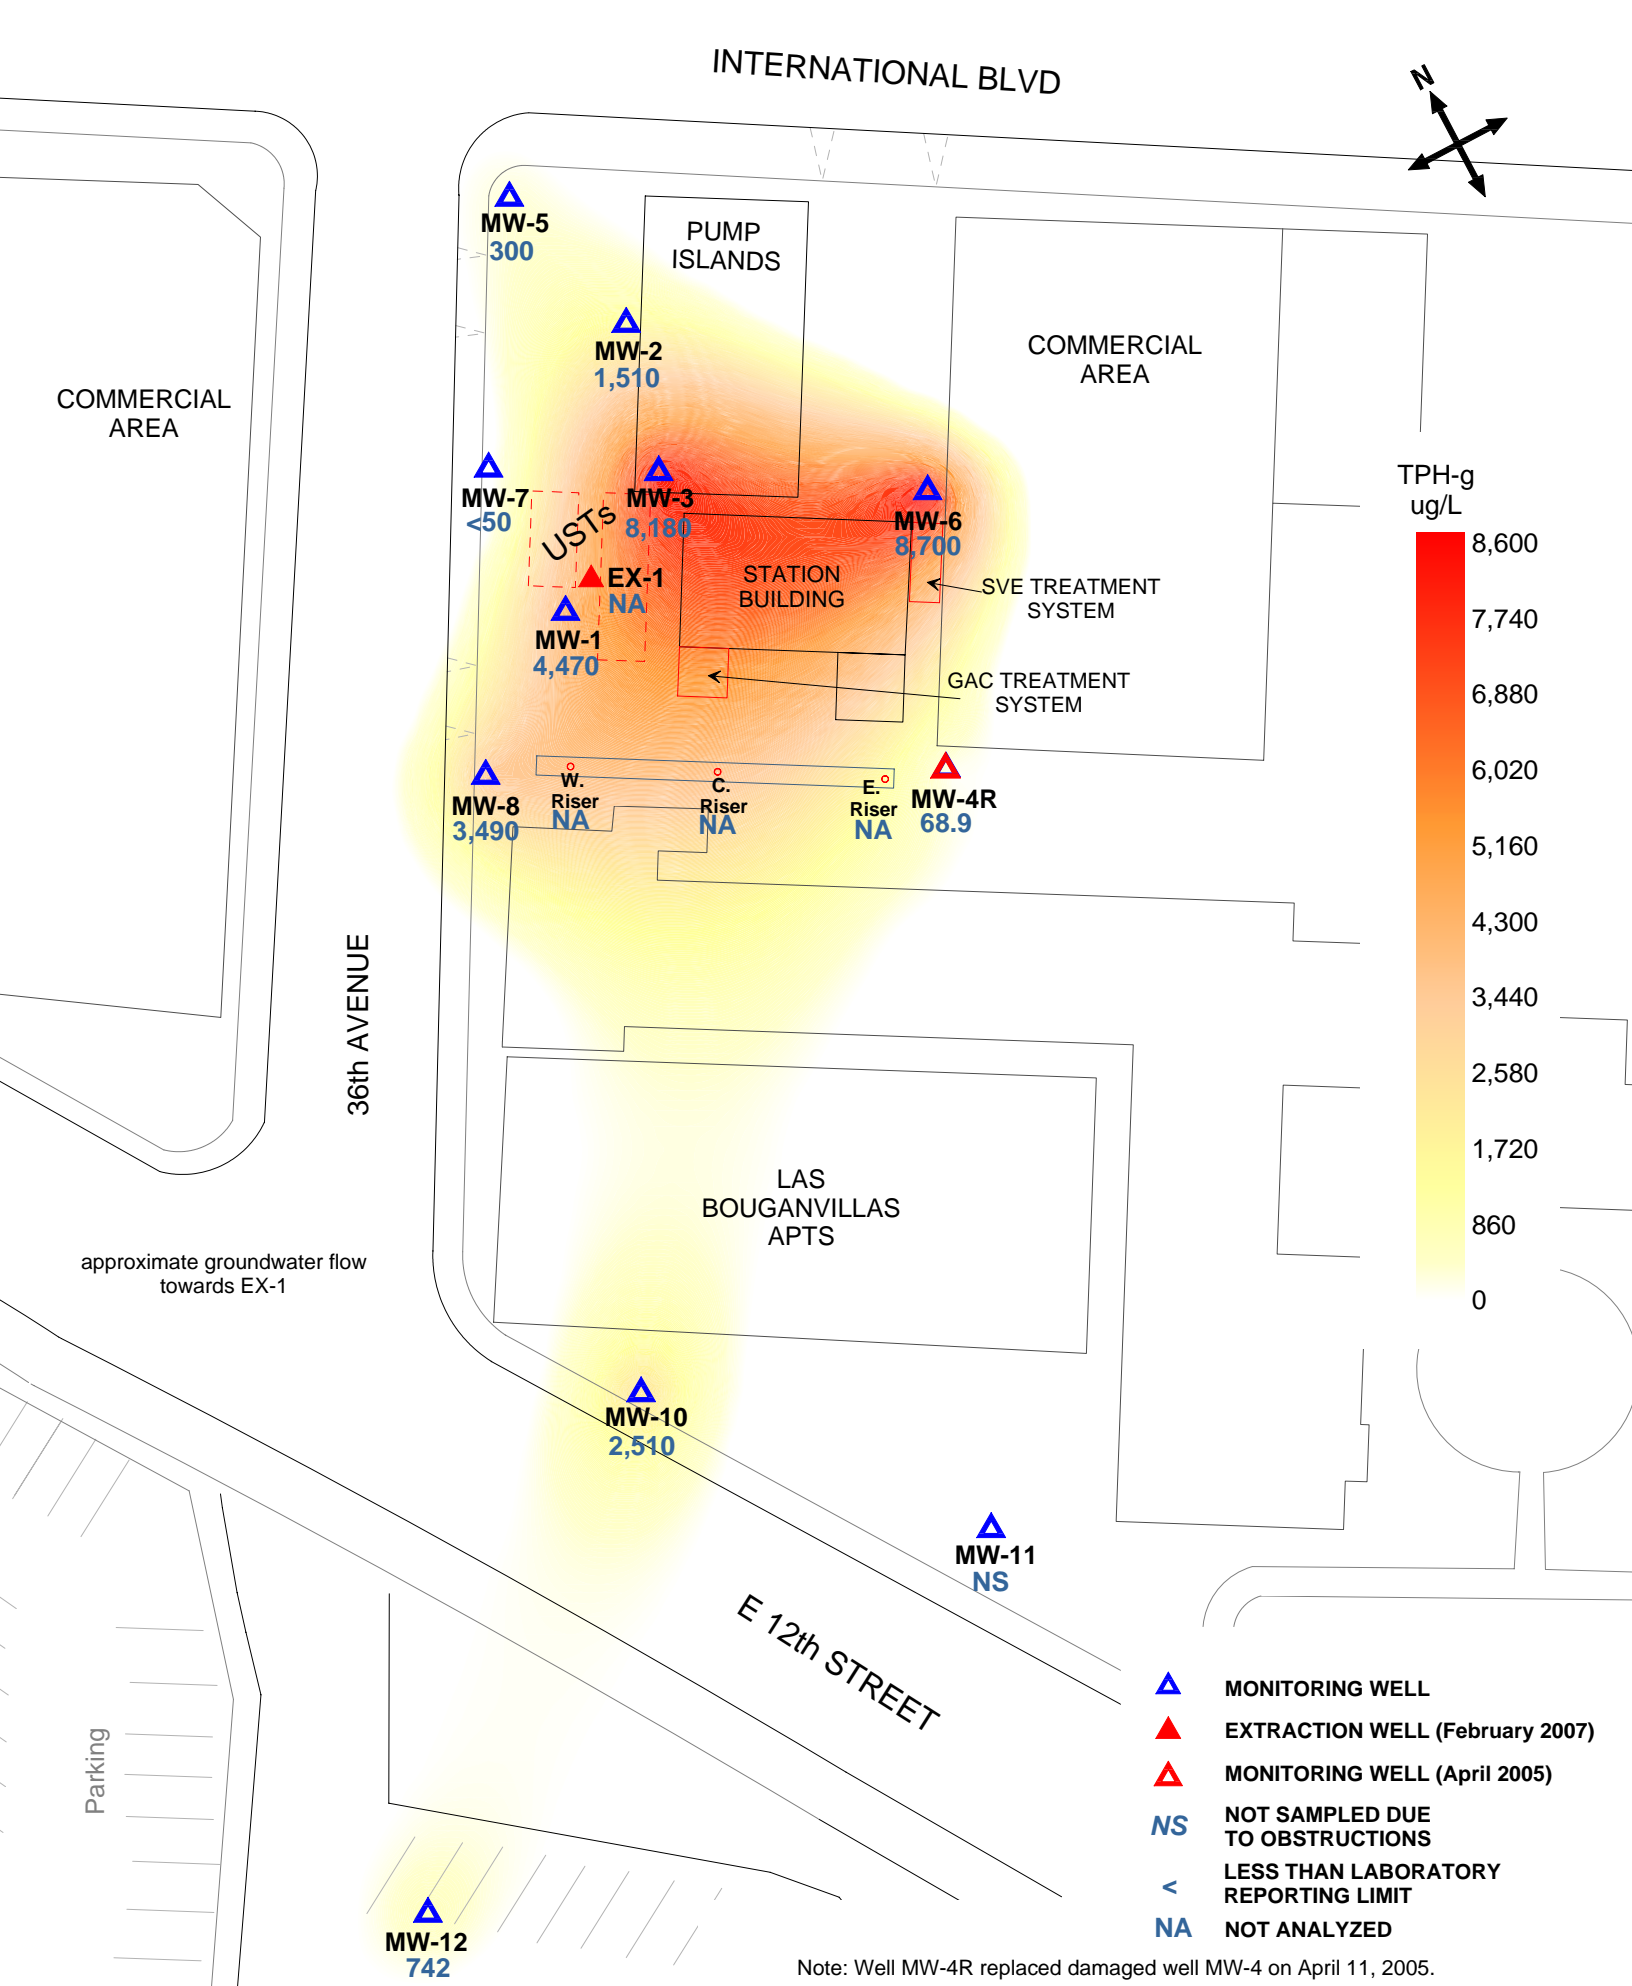 INTERNATIONAL BLVD
N
MW-5
300
PUMP
ISLANDS
MW-2
1,510
COMMERCIAL
AREA
COMMERCIAL
AREA
MW-7
<50
USTs
MW-3
8,180
MW-6
8,700
EX-1
NA
STATION
BUILDING
SVE TREATMENT
SYSTEM
MW-1
4,470
GAC TREATMENT
SYSTEM
MW-8
3,490
W.
Riser
NA
C.
Riser
NA
E.
Riser
NA
MW-4R
68.9
TPH-g
ug/L
8,600
7,740
6,880
6,020
5,160
4,300
3,440
2,580
1,720
860
0
36th AVENUE
LAS
BOUGANVILLAS
APTS
approximate groundwater flow
towards EX-1
MW-10
2,510
MW-11
NS
E 12th STREET
Parking
MW-12
742
MONITORING WELL
EXTRACTION WELL (February 2007)
MONITORING WELL (April 2005)
NS NOT SAMPLED DUE
TO OBSTRUCTIONS
< LESS THAN LABORATORY
REPORTING LIMIT
NA NOT ANALYZED
Note: Well MW-4R replaced damaged well MW-4 on April 11, 2005.